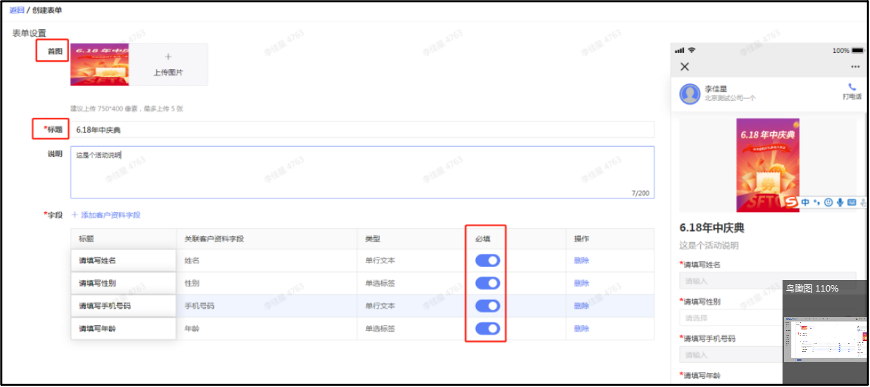 返回 / 创建表单
表单设置
首图
6.18 年中庆典
+
上传图片
建议上传 750*400 像素，最多上传 5 张
*标题
6.18年中庆典
说明
这是个活动说明
7/200
*字段
+ 添加客户资料字段
标题 关联客户资料字段 类型 必填 操作
请填写姓名 姓名 单行文本 删除
请填写性别 性别 单选标签 删除
请填写手机号码 手机号码 单行文本 删除
请填写年龄 年龄 单选标签 删除
100%
李佳星
北京测试公司一个
打电话
6.18 年中庆典
中
6.18年中庆典
这是个活动说明
*请填写姓名
请输入
*请填写性别
请选择
*请填写手机号码
请输入
*请填写年龄
鸟瞰图 110%
李佳星 4763